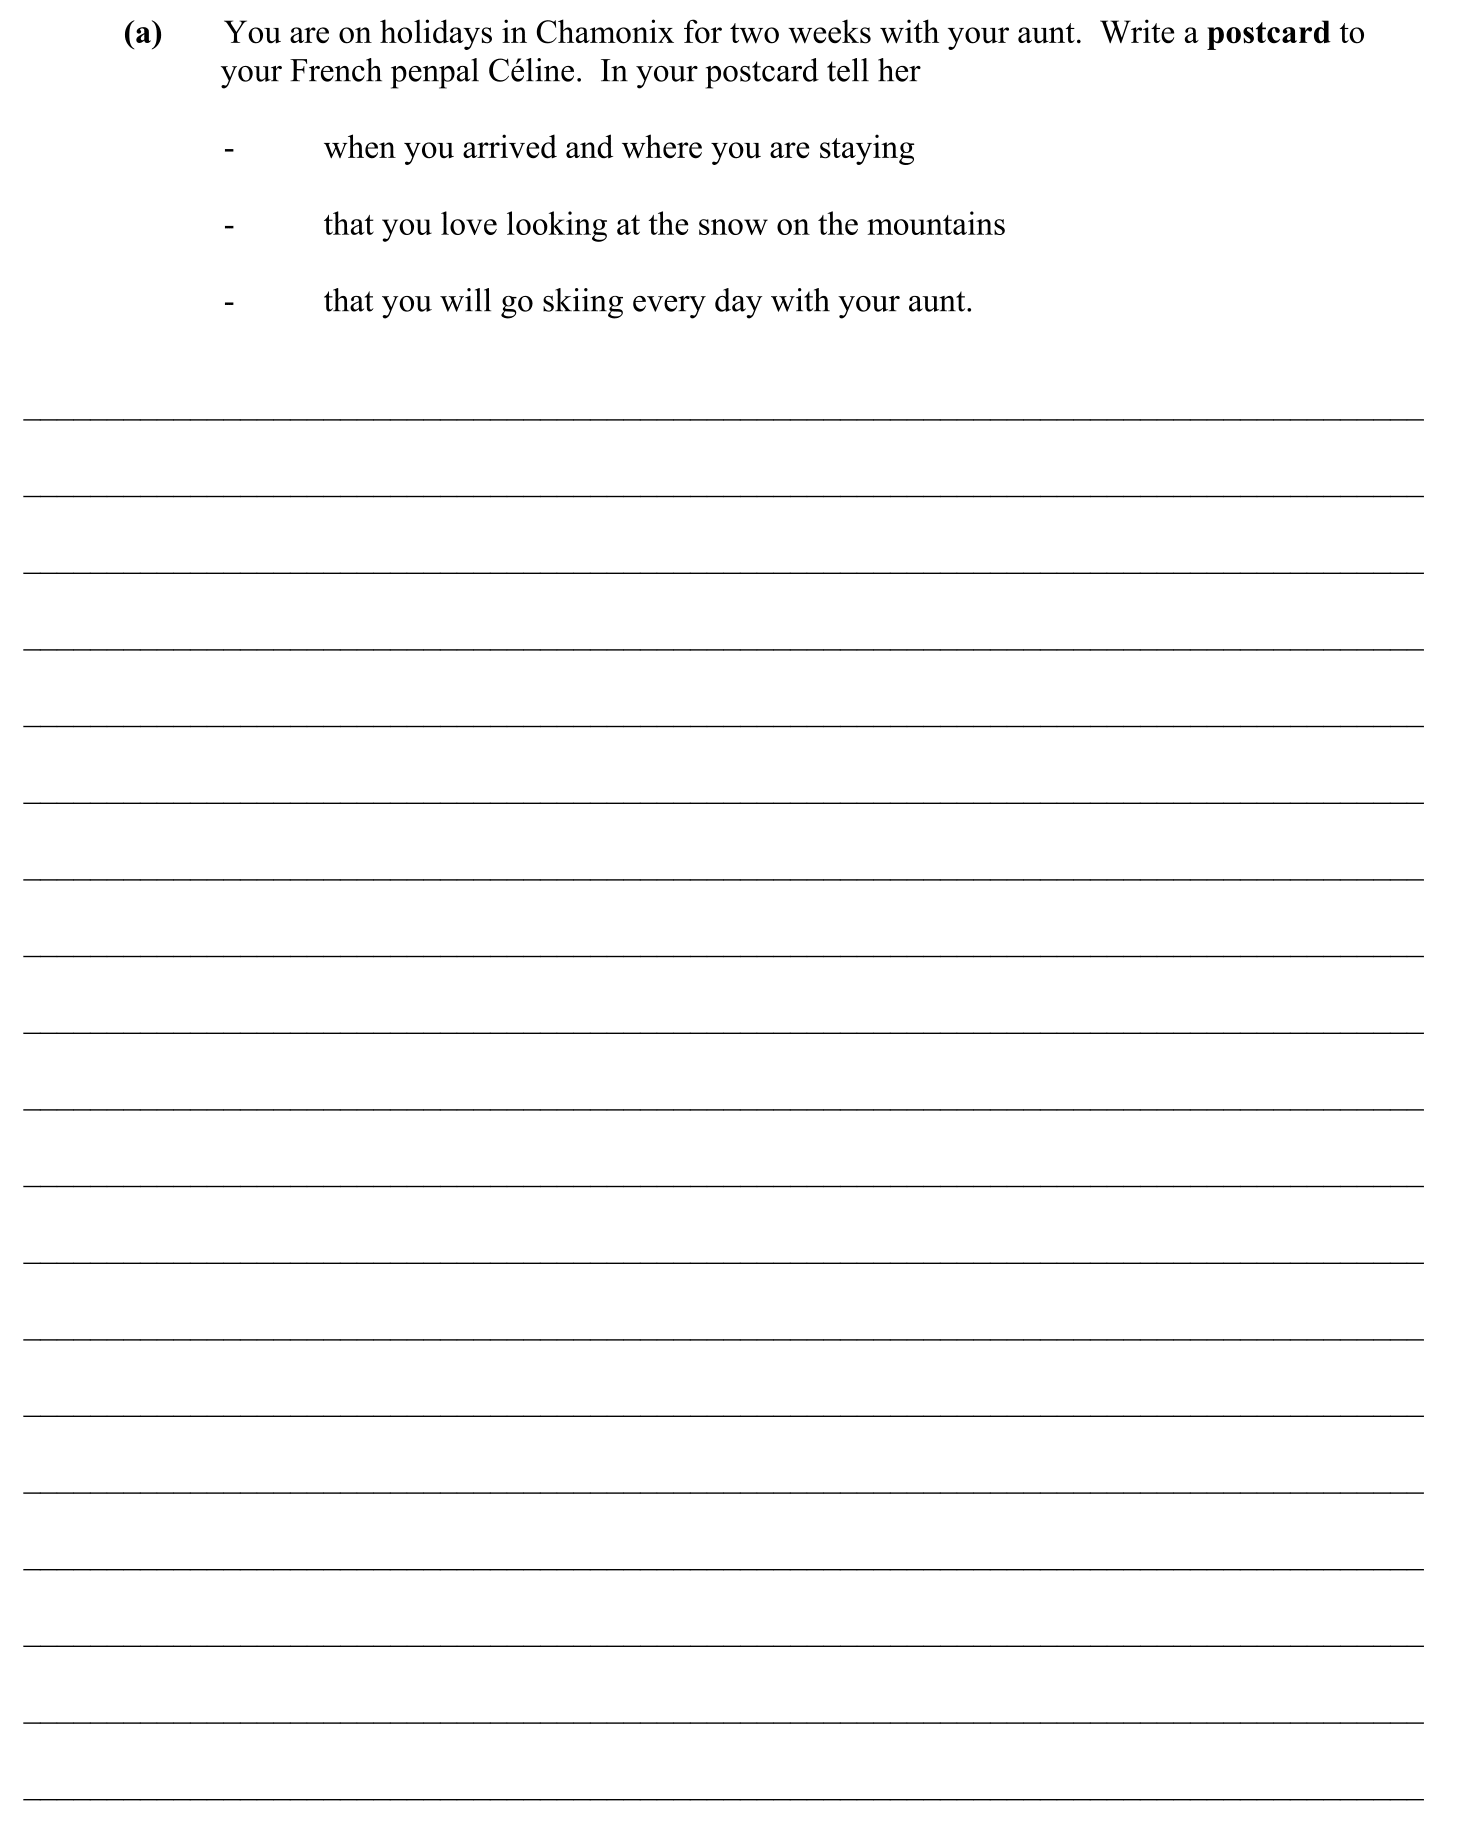 (a) You are on holidays in Chamonix for two weeks with your aunt. Write a postcard to
your French penpal Céline. In your postcard tell her
- when you arrived and where you are staying
- that you love looking at the snow on the mountains
- that you will go skiing every day with your aunt.